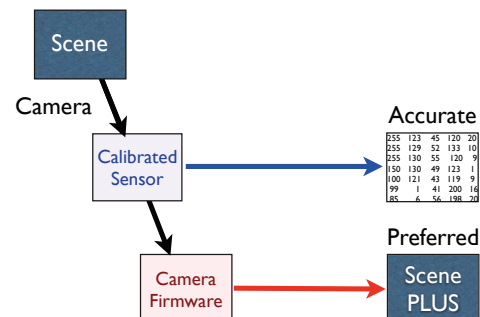 Scene
Camera
Accurate
Calibrated
Sensor
255 123 45 120 20
255 129 52 133 10
255 130 55 120 9
150 130 49 123 1
100 121 43 119 9
99 1 41 200 16
85 6 56 198 20
Preferred
Camera
Firmware
Scene
PLUS